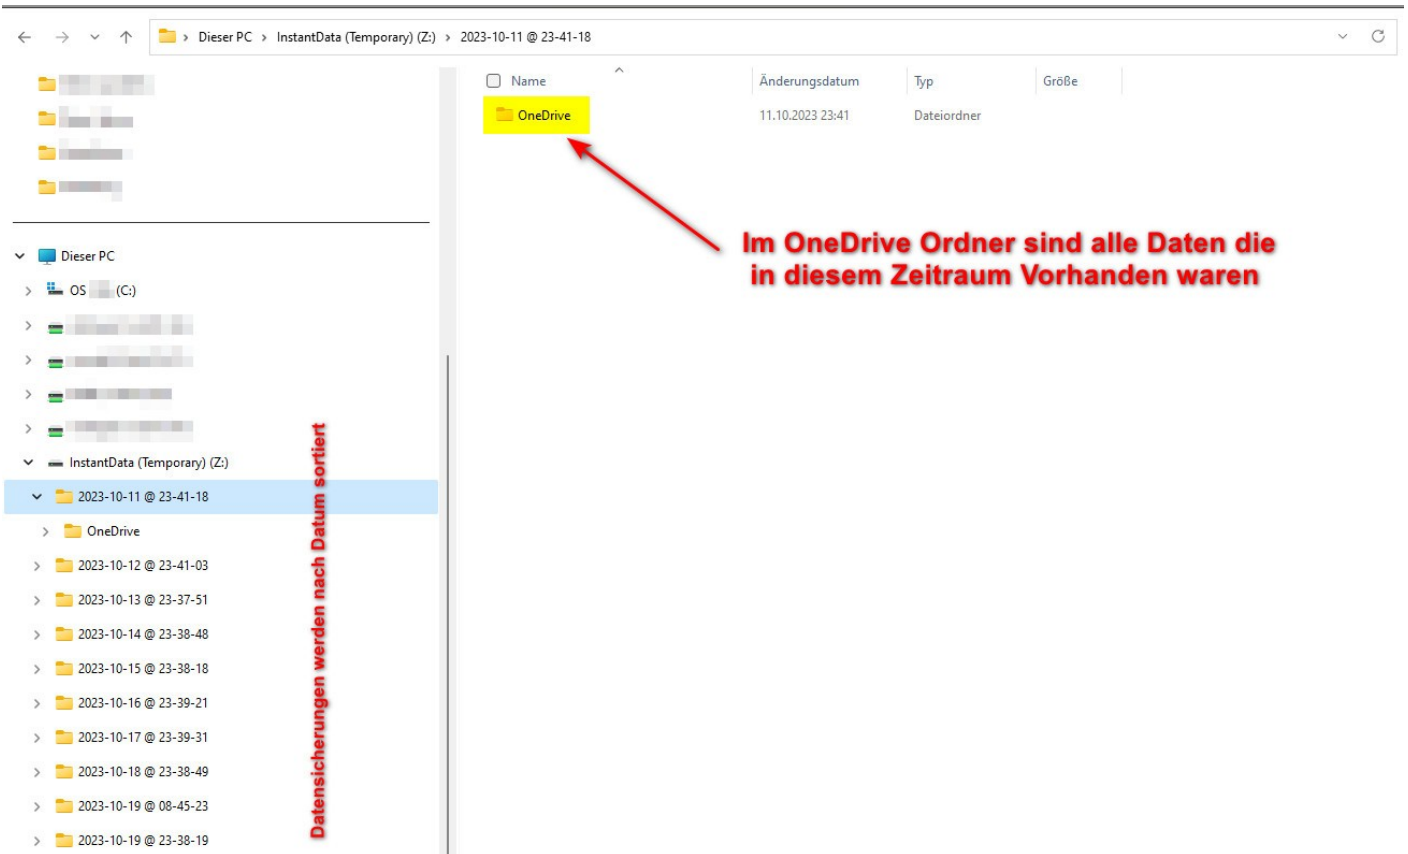 Dieser PC > InstantData (Temporary) (Z:) > 2023-10-11 @ 23-41-18
Name Änderungsdatum Typ Größe
OneDrive 11.10.2023 23:41 Dateiordner
Im OneDrive Ordner sind alle Daten die
in diesem Zeitraum Vorhanden waren
Dieser PC
OS (C:)
InstantData (Temporary) (Z:)
2023-10-11 @ 23-41-18
OneDrive
2023-10-12 @ 23-41-03
2023-10-13 @ 23-37-51
2023-10-14 @ 23-38-48
2023-10-15 @ 23-38-18
2023-10-16 @ 23-39-21
2023-10-17 @ 23-39-31
2023-10-18 @ 23-38-49
2023-10-19 @ 08-45-23
2023-10-19 @ 23-38-19
Datensicherungen werden nach Datum sortiert